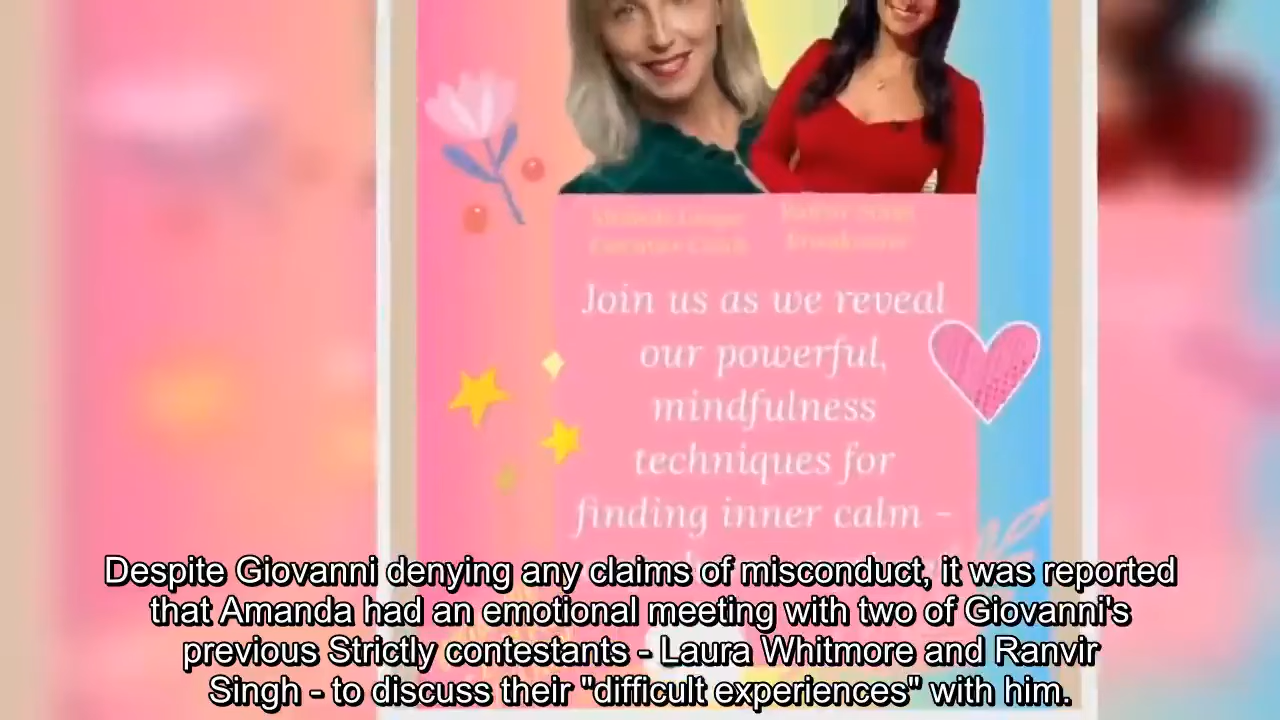 Join us as we reveal
our powerful,
mindfulness
techniques for
finding inner calm -
Despite Giovanni denying any claims of misconduct, it was reported
that Amanda had an emotional meeting with two of Giovanni's
previous Strictly contestants - Laura Whitmore and Ranvir
Singh - to discuss their "difficult experiences" with him.